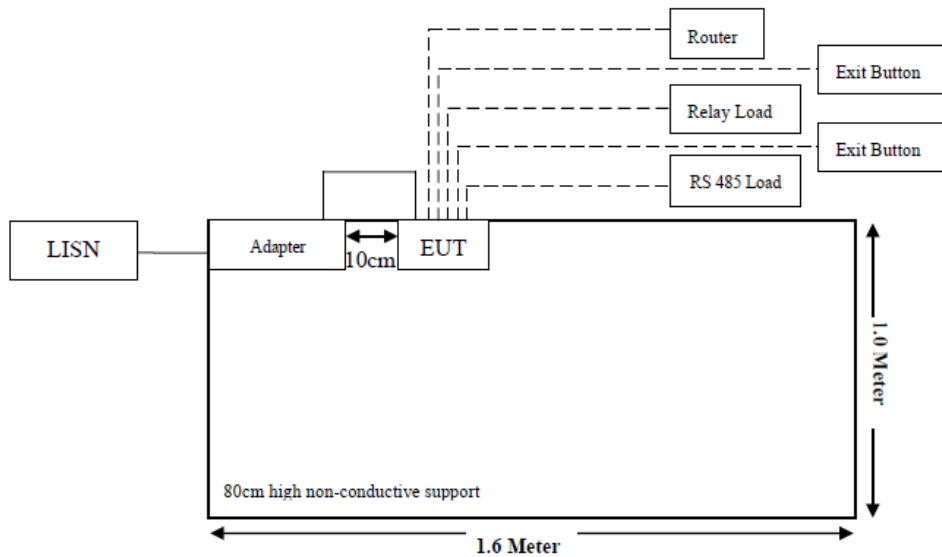 Router
Exit Button
Relay Load
Exit Button
RS 485 Load
LISN
Adapter
10cm
EUT
1.0 Meter
80cm high non-conductive support
1.6 Meter